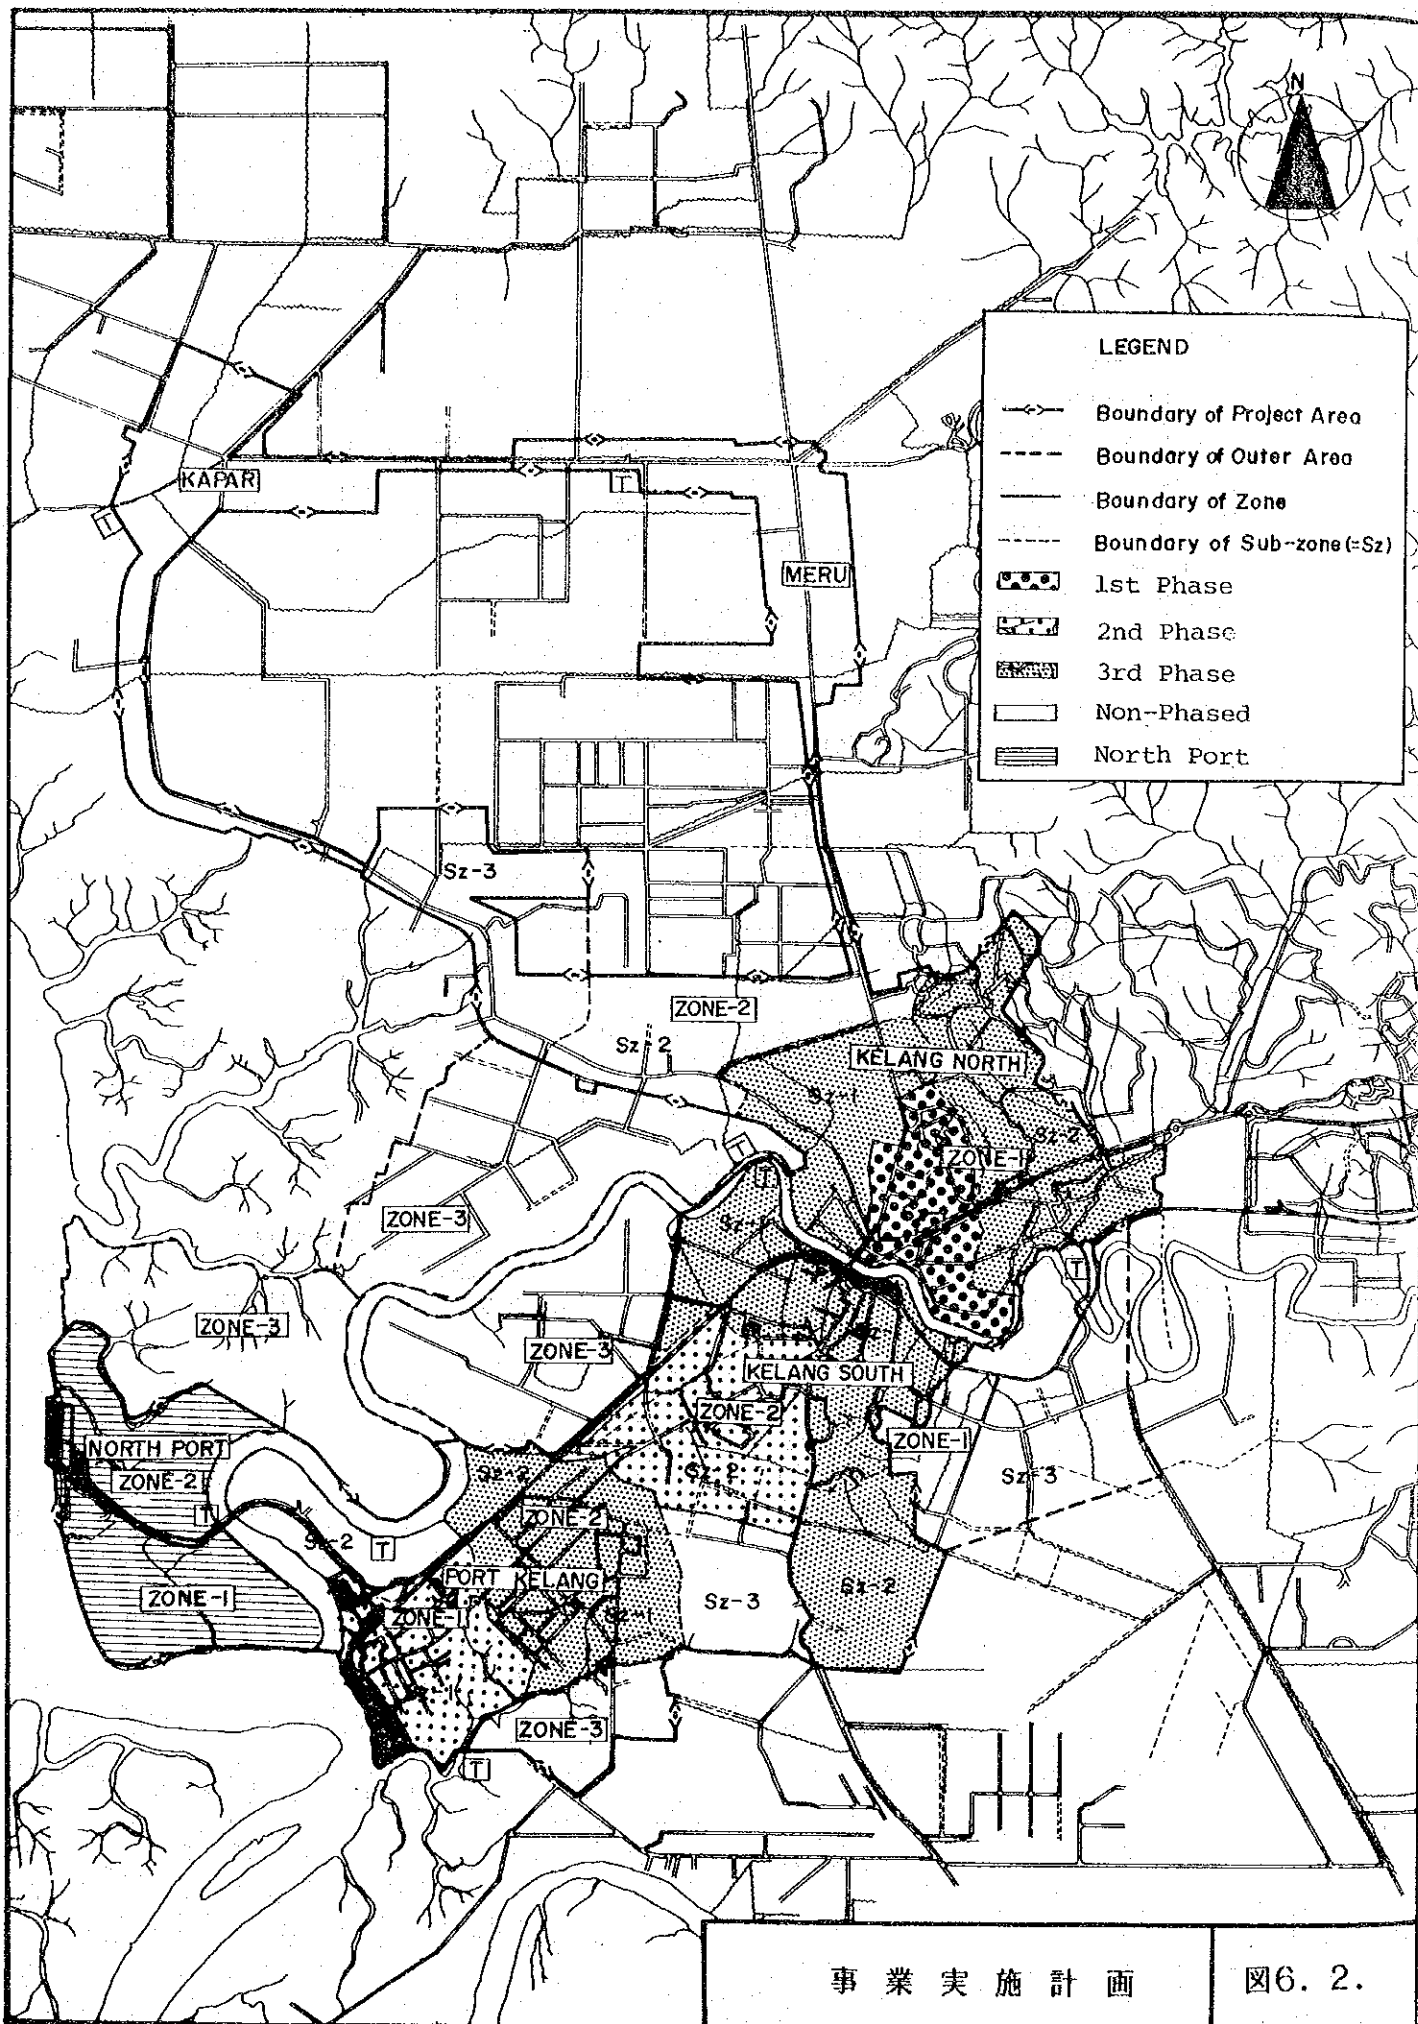 N
LEGEND
Boundary of Project Area
Boundary of Outer Area
Boundary of Zone
Boundary of Sub-zone(=Sz)
1st Phase
2nd Phase
3rd Phase
Non-Phased
North Port
KAPAR
T
T
MERU
Sz-3
ZONE-2
Sz-2
KELANG NORTH
Sz-1
Sz-2
ZONE-1
T
T
ZONE-3
Sz-1
T
ZONE-3
ZONE-3
KELANG SOUTH
ZONE-2
ZONE-1
NORTH PORT
ZONE-2
Sz-2
Sz-2
Sz-3
T
ZONE-2
Sz-2
T
PORT KELANG
ZONE-1
ZONE-1
Sz-1
Sz-3
Sz-2
ZONE-3
T
事業実施計画
図6.2.